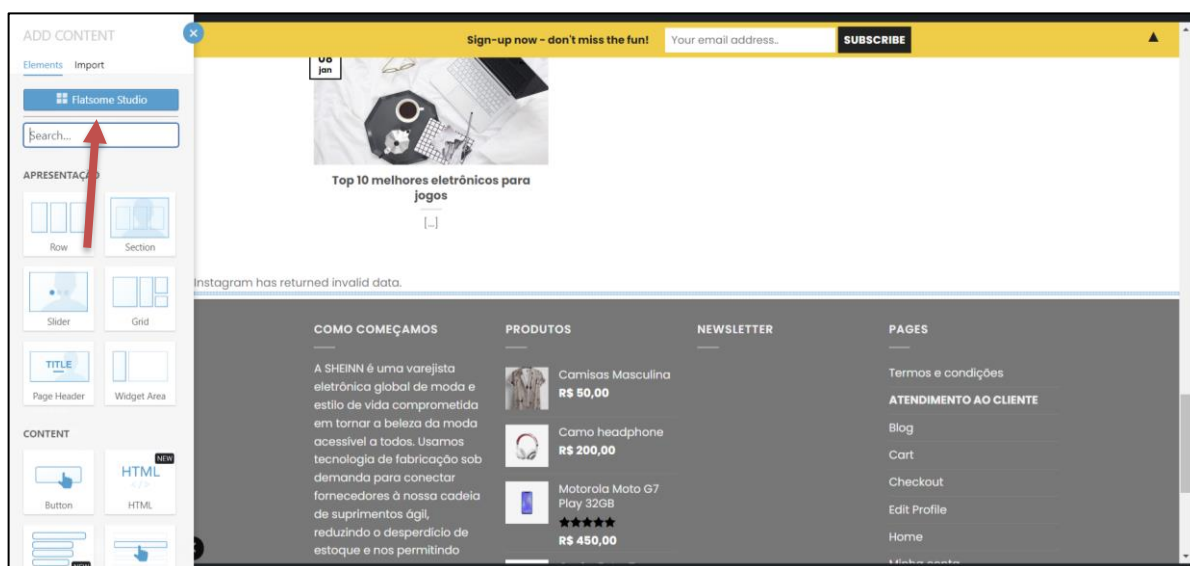 ADD CONTENT
Elements Import
Flatsome Studio
Search...
APRESENTAÇÃO
Row
Section
Slider
Grid
TITLE
Page Header
Widget Area
CONTENT
Button
NEW
HTML
</>
HTML
NEW
Sign-up now - don't miss the fun!
Your email address..
SUBSCRIBE
▲
08
jan
Top 10 melhores eletrônicos para
jogos
[...]
Instagram has returned invalid data.
COMO COMEÇAMOS
A SHEINN é uma varejista
eletrônica global de moda e
estilo de vida comprometida
em tornar a beleza da moda
acessível a todos. Usamos
tecnologia de fabricação sob
demanda para conectar
fornecedores à nossa cadeia
de suprimentos ágil,
reduzindo o desperdício de
estoque e nos permitindo
PRODUTOS
Camisas Masculina
R$ 50,00
Camo headphone
R$ 200,00
Motorola Moto G7
Play 32GB
★★★★★
R$ 450,00
NEWSLETTER
PAGES
Termos e condições
ATENDIMENTO AO CLIENTE
Blog
Cart
Checkout
Edit Profile
Home
Minha conta